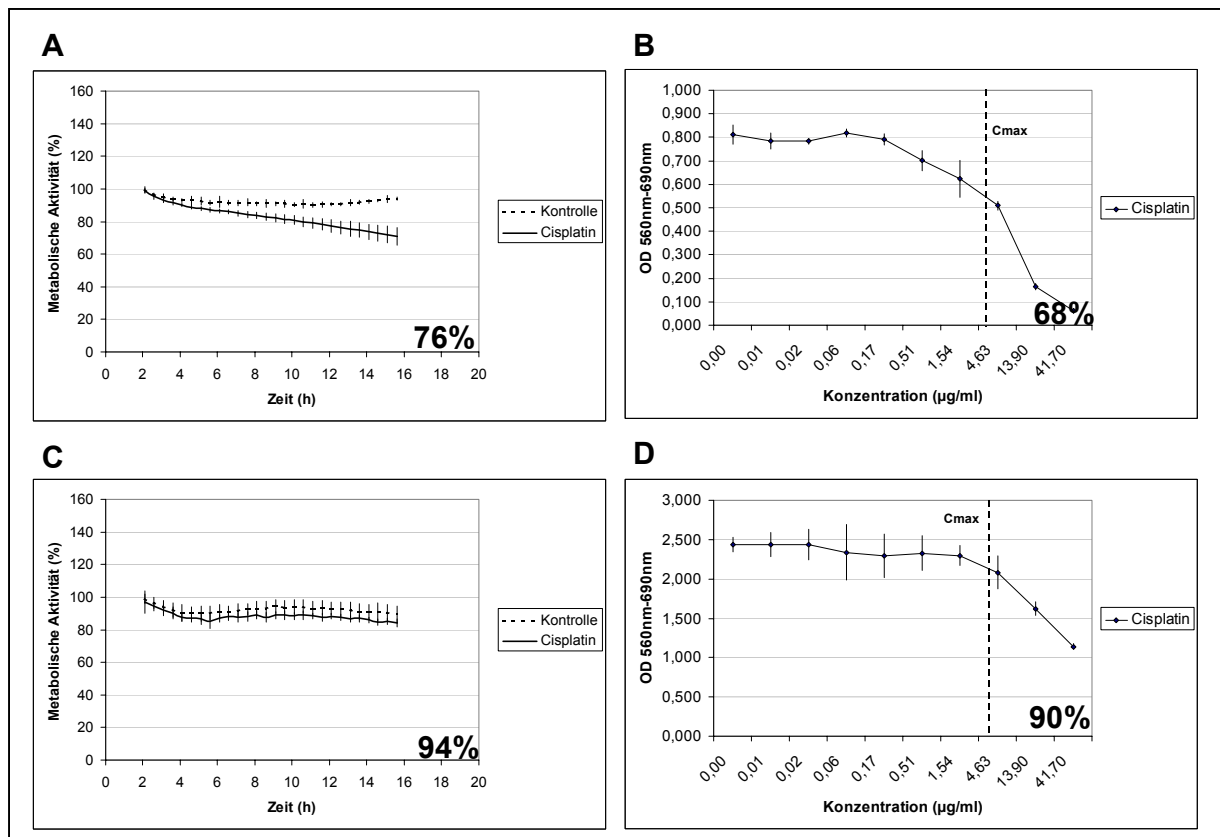 A
Metabolische Aktivität (%)
160
140
120
100
80
60
40
20
0
0 2 4 6 8 10 12 14 16 18 20
Zeit (h)
Kontrolle
Cisplatin
76%
B
OD 560nm-690nm
1,000
0,900
0,800
0,700
0,600
0,500
0,400
0,300
0,200
0,100
0,000
0,00 0,01 0,02 0,06 0,17 0,51 1,54 4,63 13,90 41,70
Konzentration (µg/ml)
Cmax
Cisplatin
68%
C
Metabolische Aktivität (%)
160
140
120
100
80
60
40
20
0
0 2 4 6 8 10 12 14 16 18 20
Zeit (h)
Kontrolle
Cisplatin
94%
D
OD 560nm-690nm
3,000
2,500
2,000
1,500
1,000
0,500
0,000
0,00 0,01 0,02 0,06 0,17 0,51 1,54 4,63 13,90 41,70
Konzentration (µg/ml)
Cmax
Cisplatin
90%